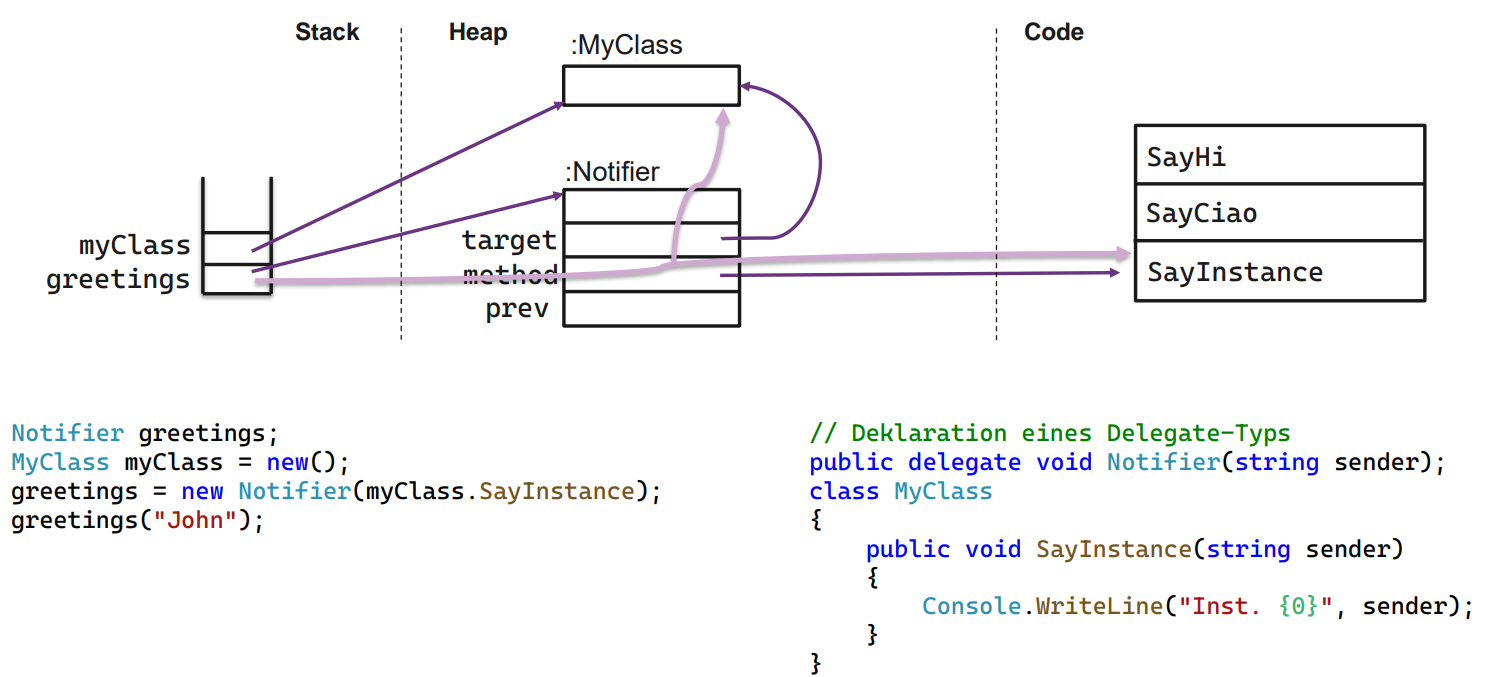 Stack
Heap
Code
:MyClass
SayHi
:Notifier
SayCiao
myClass
target
greetings
method
SayInstance
prev
Notifier greetings;
MyClass myClass = new();
greetings = new Notifier(myClass.SayInstance);
greetings("John");
// Deklaration eines Delegate-Typs
public delegate void Notifier(string sender);
class MyClass
{
    public void SayInstance(string sender)
    {
        Console.WriteLine("Inst. {0}", sender);
    }
}